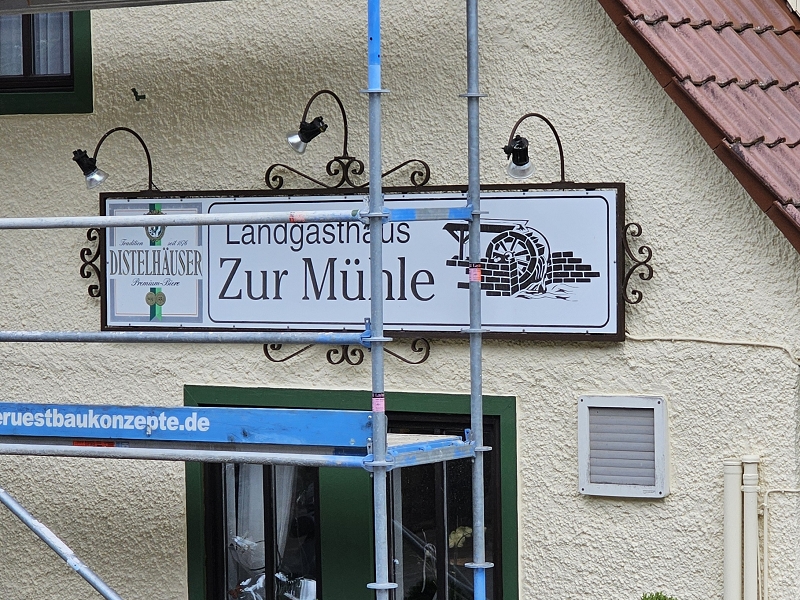 Landgasthaus
Zur Mühle
Tradition seit 1876
DISTELHÄUSER
Premium-Biere
eruestbaukonzepte.de